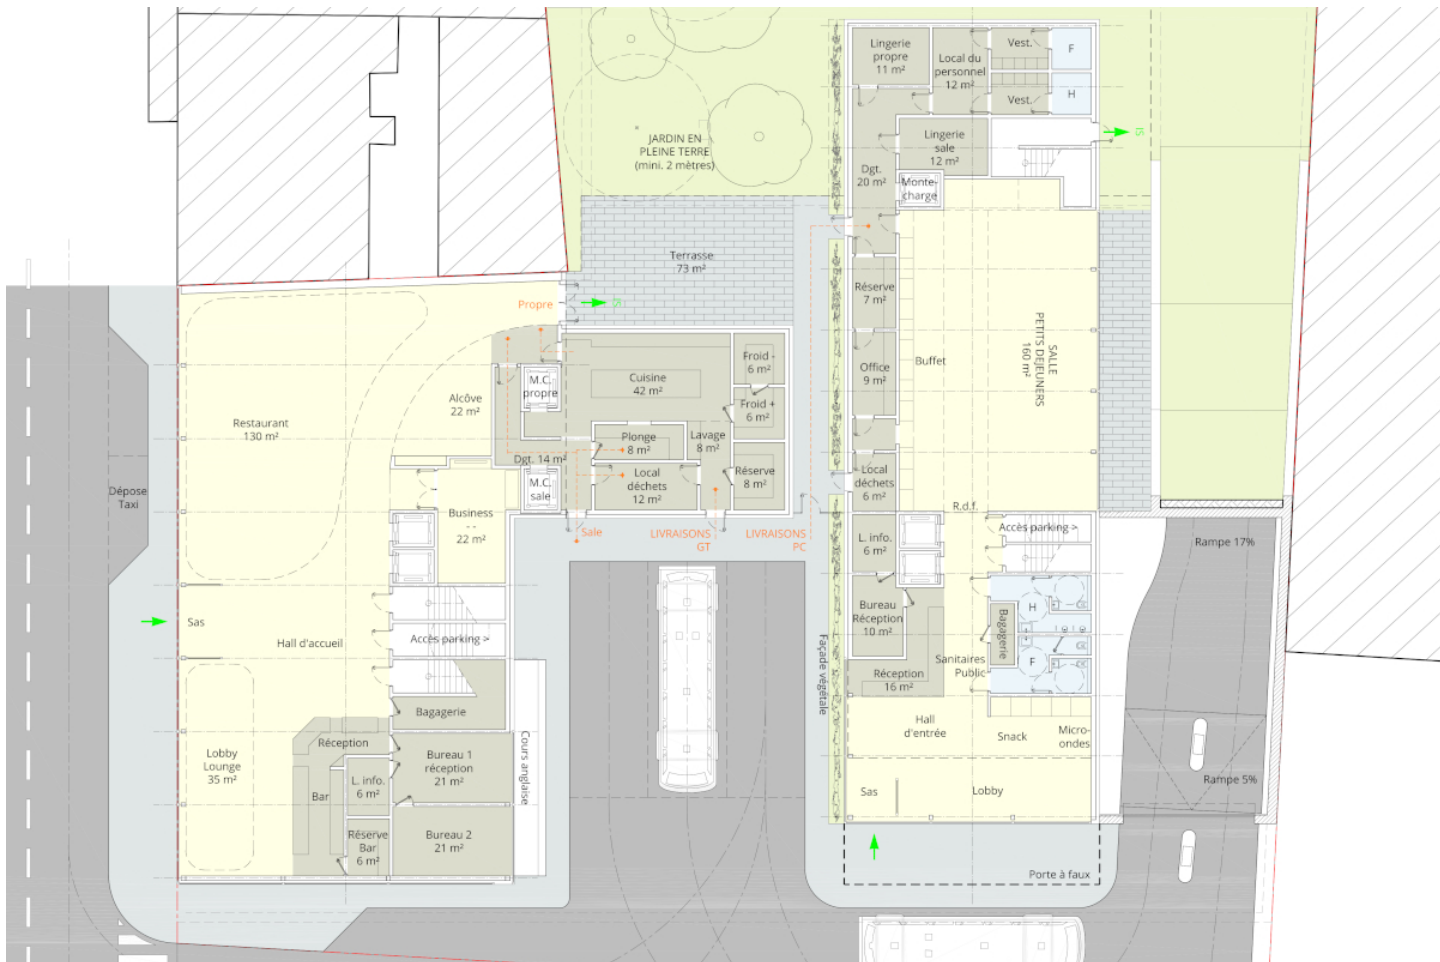 Lingerie
propre
11 m²
Local du
personnel
12 m²
Vest.
F
Vest.
H
Lingerie
sale
12 m²
IS
JARDIN EN
PLEINE TERRE
(mini. 2 mètres)
Dgt.
20 m²
Monte-
charge
Terrasse
73 m²
Propre
IS
Réserve
7 m²
SALLE
PETITS DEJEUNERS
160 m²
Buffet
Office
9 m²
Froid -
6 m²
Cuisine
42 m²
M.C.
propre
Froid +
6 m²
Alcôve
22 m²
Restaurant
130 m²
Plonge
8 m²
Lavage
8 m²
Dgt. 14 m²
Local
déchets
12 m²
Réserve
8 m²
M.C.
sale
Local
déchets
6 m²
Dépose
Taxi
Business
- -
22 m²
R.d.f.
Accès parking >
Sale
LIVRAISONS
GT
LIVRAISONS
PC
L. info.
6 m²
Rampe 17%
Bureau
Réception
10 m²
H
Bagagerie
F
Sanitaires
Public
Sas
Hall d'accueil
Accès parking >
Façade végétale
Réception
16 m²
Bagagerie
Hall
d'entrée
Snack
Micro-
ondes
Réception
Cours anglaise
Lobby
Lounge
35 m²
Bureau 1
réception
21 m²
L. info.
6 m²
Bar
Rampe 5%
Sas
Lobby
Réserve
Bar
6 m²
Bureau 2
21 m²
Porte à faux